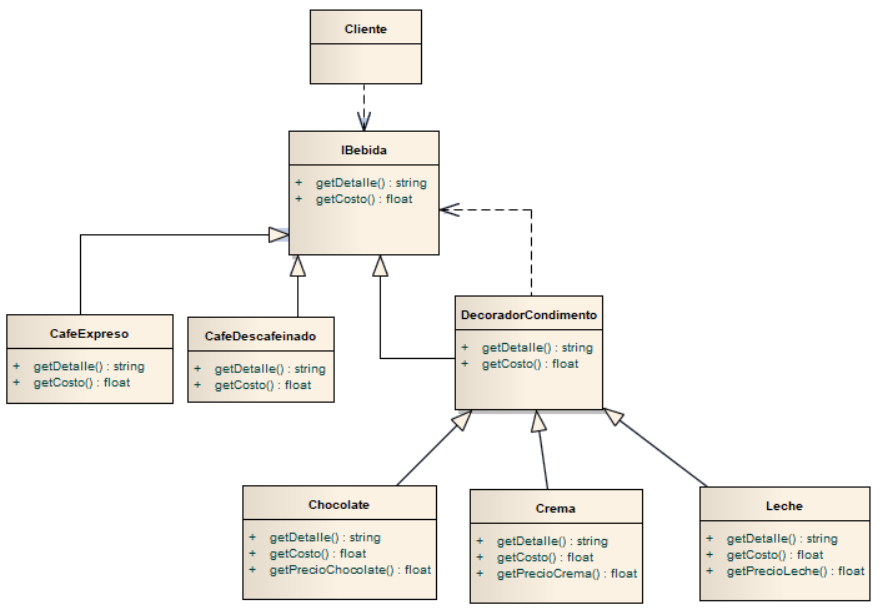 Cliente
IBebida
+ getDetalle() : string
+ getCosto() : float
DecoradorCondimento
+ getDetalle() : string
+ getCosto() : float
CafeExpreso
+ getDetalle() : string
+ getCosto() : float
CafeDescafeinado
+ getDetalle() : string
+ getCosto() : float
Chocolate
+ getDetalle() : string
+ getCosto() : float
+ getPrecioChocolate() : float
Crema
+ getDetalle() : string
+ getCosto() : float
+ getPrecioCrema() : float
Leche
+ getDetalle() : string
+ getCosto() : float
+ getPrecioLeche() : float